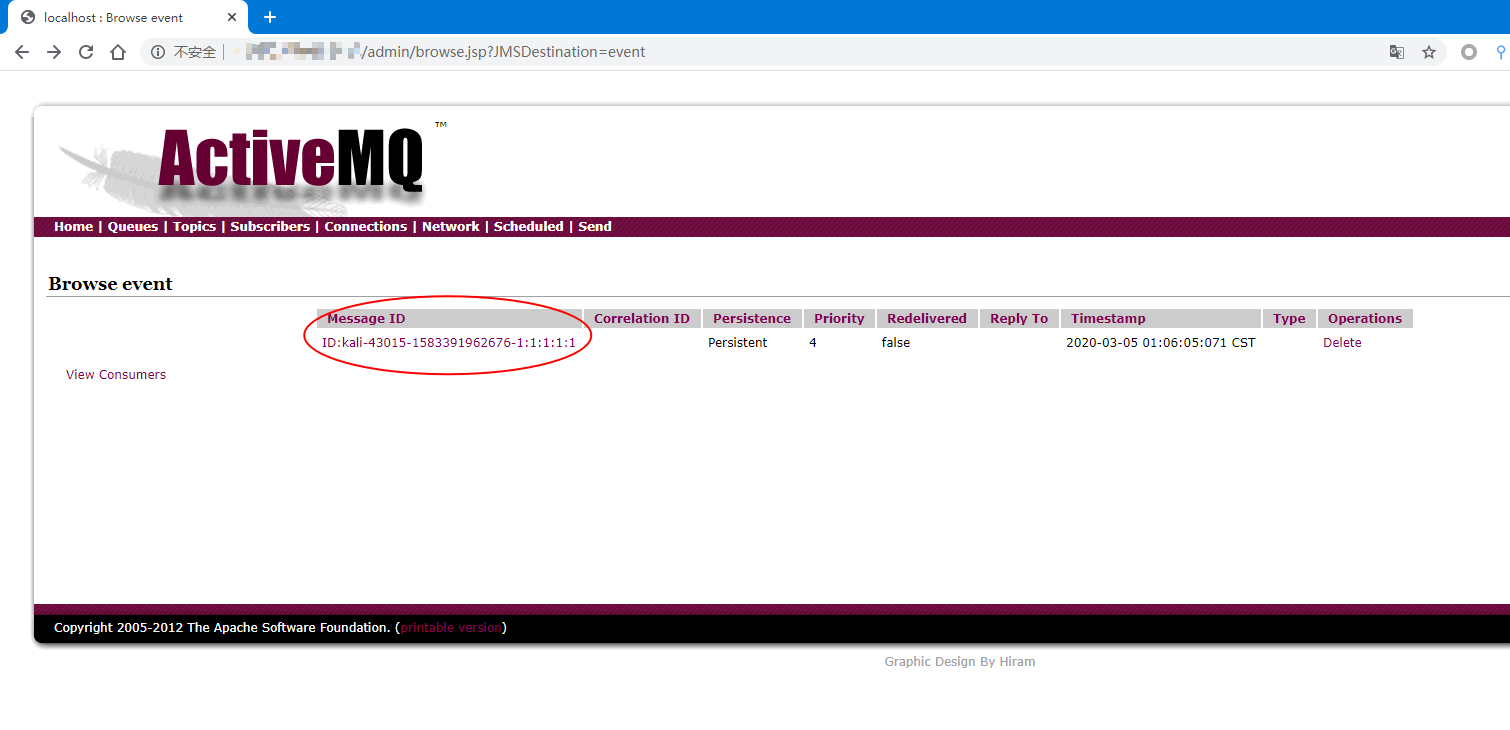 localhost : Browse event
不安全 /admin/browse.jsp?JMSDestination=event
ActiveMQ ™
Home | Queues | Topics | Subscribers | Connections | Network | Scheduled | Send
Browse event
Message ID Correlation ID Persistence Priority Redelivered Reply To Timestamp Type Operations
ID:kali-43015-1583391962676-1:1:1:1:1 Persistent 4 false 2020-03-05 01:06:05:071 CST Delete
View Consumers
Copyright 2005-2012 The Apache Software Foundation. (printable version)
Graphic Design By Hiram